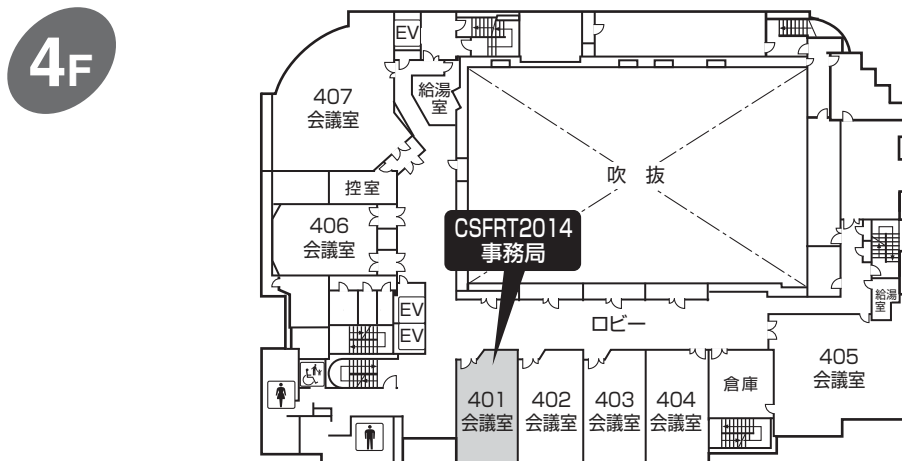 4F
EV
407
会議室
給湯
室
控室
吹 抜
406
会議室
CSFRT2014
事務局
EV
EV
給湯
室
ロビー
401
会議室
402
会議室
403
会議室
404
会議室
倉庫
405
会議室